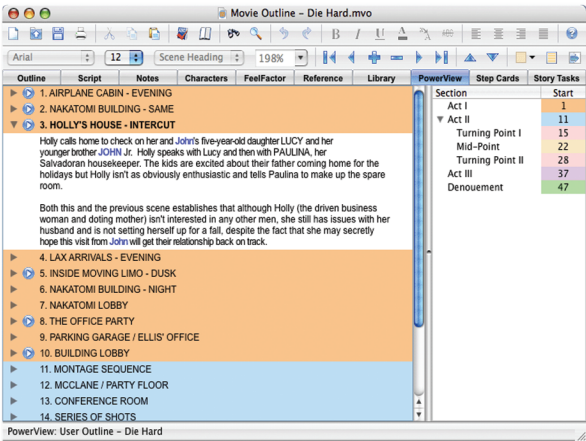 Movie Outline – Die Hard.mvo
B I U A
Arial 12 Scene Heading 198%
Outline Script Notes Characters FeelFactor Reference Library PowerView Step Cards Story Tasks
1. AIRPLANE CABIN - EVENING
2. NAKATOMI BUILDING - SAME
3. HOLLY'S HOUSE - INTERCUT
Holly calls home to check on her and John's five-year-old daughter LUCY and her
younger brother JOHN Jr. Holly speaks with Lucy and then with PAULINA, her
Salvadoran housekeeper. The kids are excited about their father coming home for the
holidays but Holly isn't as obviously enthusiastic and tells Paulina to make up the spare
room.
Both this and the previous scene establishes that although Holly (the driven business
woman and doting mother) isn't interested in any other men, she still has issues with her
husband and is not setting herself up for a fall, despite the fact that she may secretly
hope this visit from John will get their relationship back on track.
4. LAX ARRIVALS - EVENING
5. INSIDE MOVING LIMO - DUSK
6. NAKATOMI BUILDING - NIGHT
7. NAKATOMI LOBBY
8. THE OFFICE PARTY
9. PARKING GARAGE / ELLIS' OFFICE
10. BUILDING LOBBY
11. MONTAGE SEQUENCE
12. MCCLANE / PARTY FLOOR
13. CONFERENCE ROOM
14. SERIES OF SHOTS
Section Start
Act I 1
Act II 11
Turning Point I 15
Mid-Point 22
Turning Point II 28
Act III 37
Denouement 47
PowerView: User Outline – Die Hard